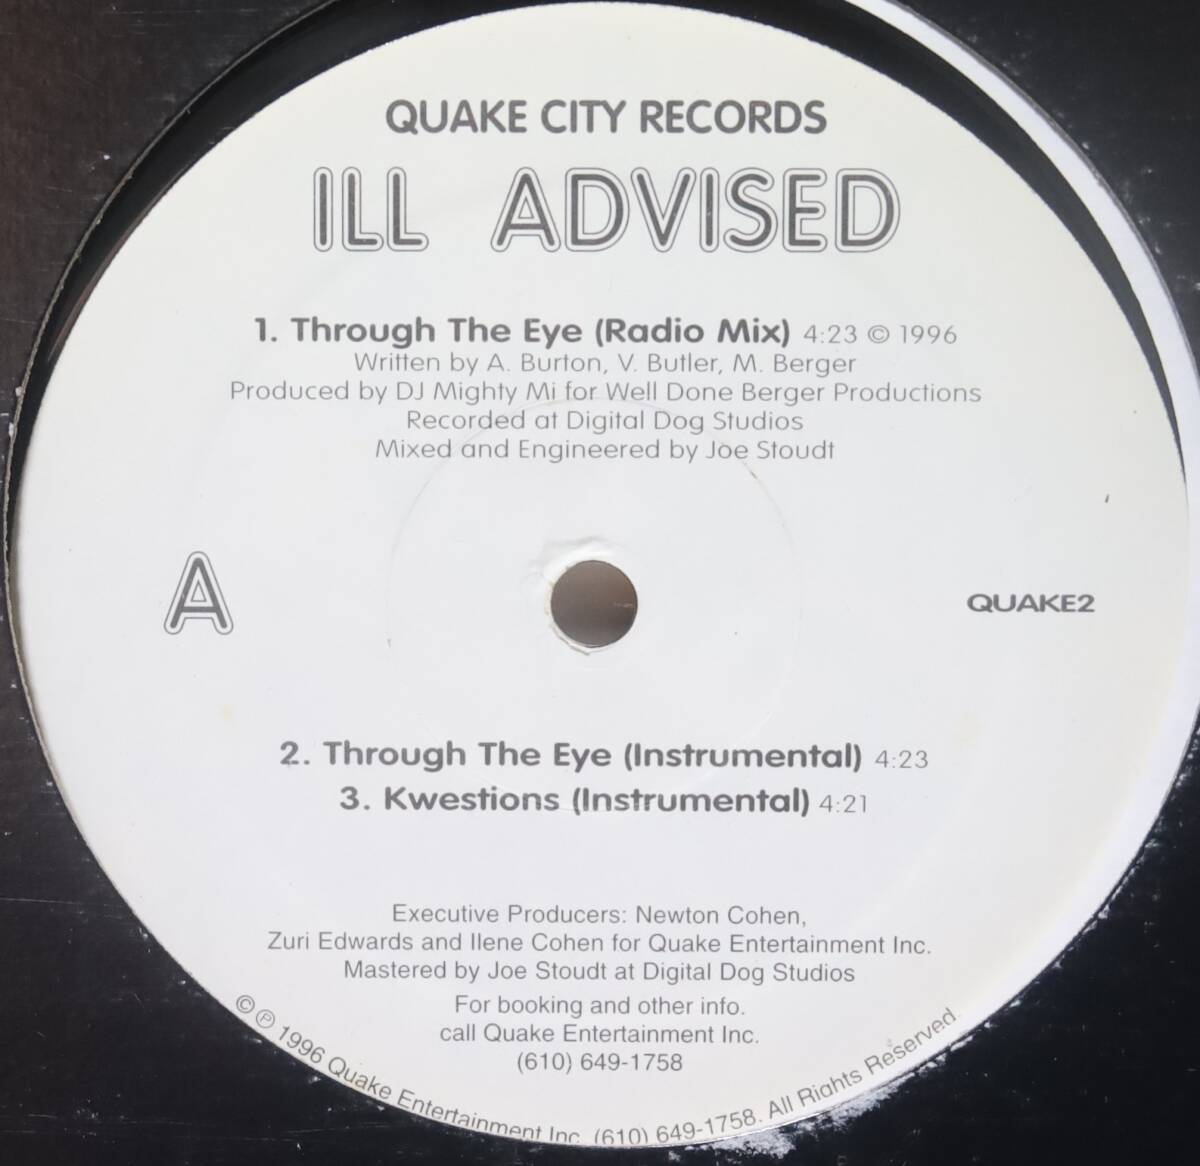 QUAKE CITY RECORDS
ILL ADVISED
1. Through The Eye (Radio Mix) 4:23 © 1996
Written by A. Burton, V. Butler, M. Berger
Produced by DJ Mighty Mi for Well Done Berger Productions
Recorded at Digital Dog Studios
Mixed and Engineered by Joe Stoudt
A
QUAKE2
2. Through The Eye (Instrumental) 4:23
3. Kwestions (Instrumental) 4:21
Executive Producers: Newton Cohen,
Zuri Edwards and Ilene Cohen for Quake Entertainment Inc.
Mastered by Joe Stoudt at Digital Dog Studios
For booking and other info.
call Quake Entertainment Inc.
(610) 649-1758
© ℗ 1996 Quake Entertainment Inc. (610) 649-1758. All Rights Reserved.